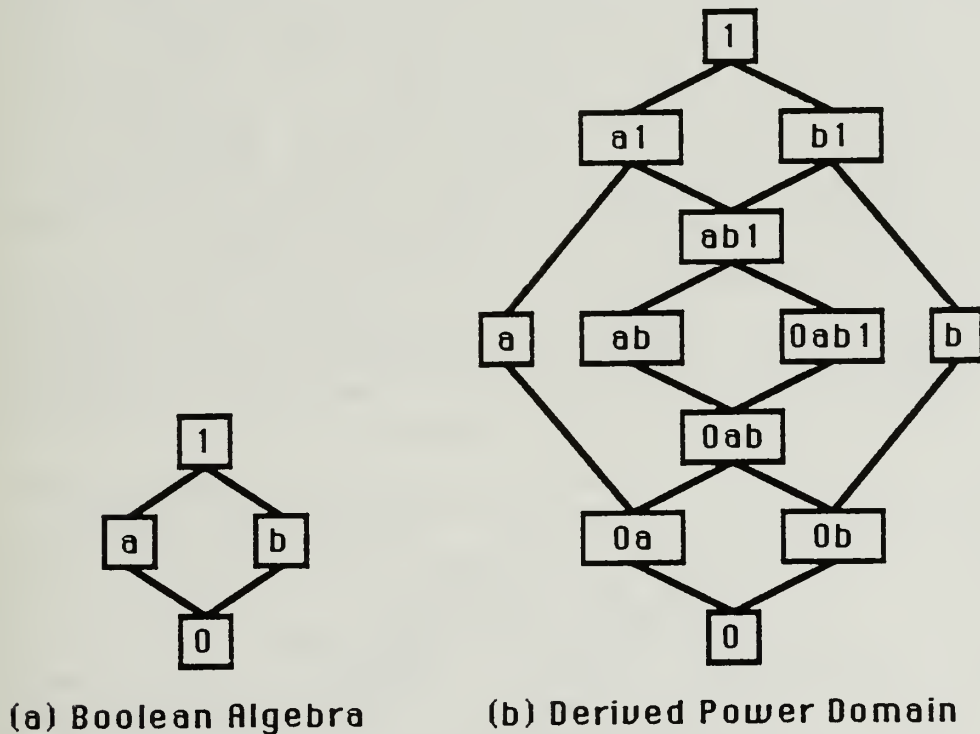 1
a1 b1
ab1
a ab 0ab1 b
1
0ab
a b
0a 0b
0
0
(a) Boolean Algebra
(b) Derived Power Domain